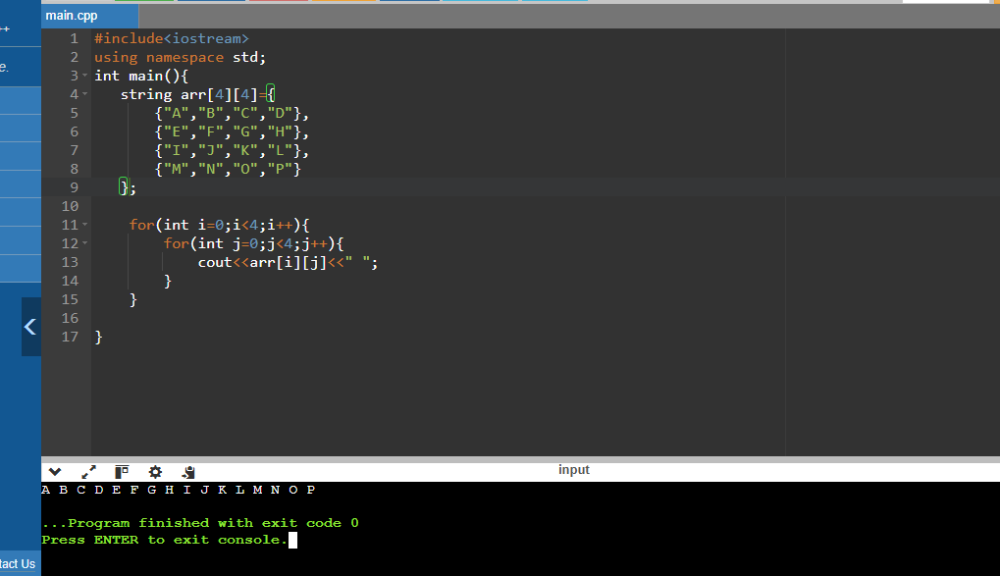 main.cpp
++
e.
1 #include<iostream>
2 using namespace std;
3 int main(){
4    string arr[4][4]={
5        {"A","B","C","D"},
6        {"E","F","G","H"},
7        {"I","J","K","L"},
8        {"M","N","O","P"}
9    };
10
11     for(int i=0;i<4;i++){
12         for(int j=0;j<4;j++){
13             cout<<arr[i][j]<<" ";
14         }
15     }
16
17 }
input
A B C D E F G H I J K L M N O P
...Program finished with exit code 0
Press ENTER to exit console.
tact Us